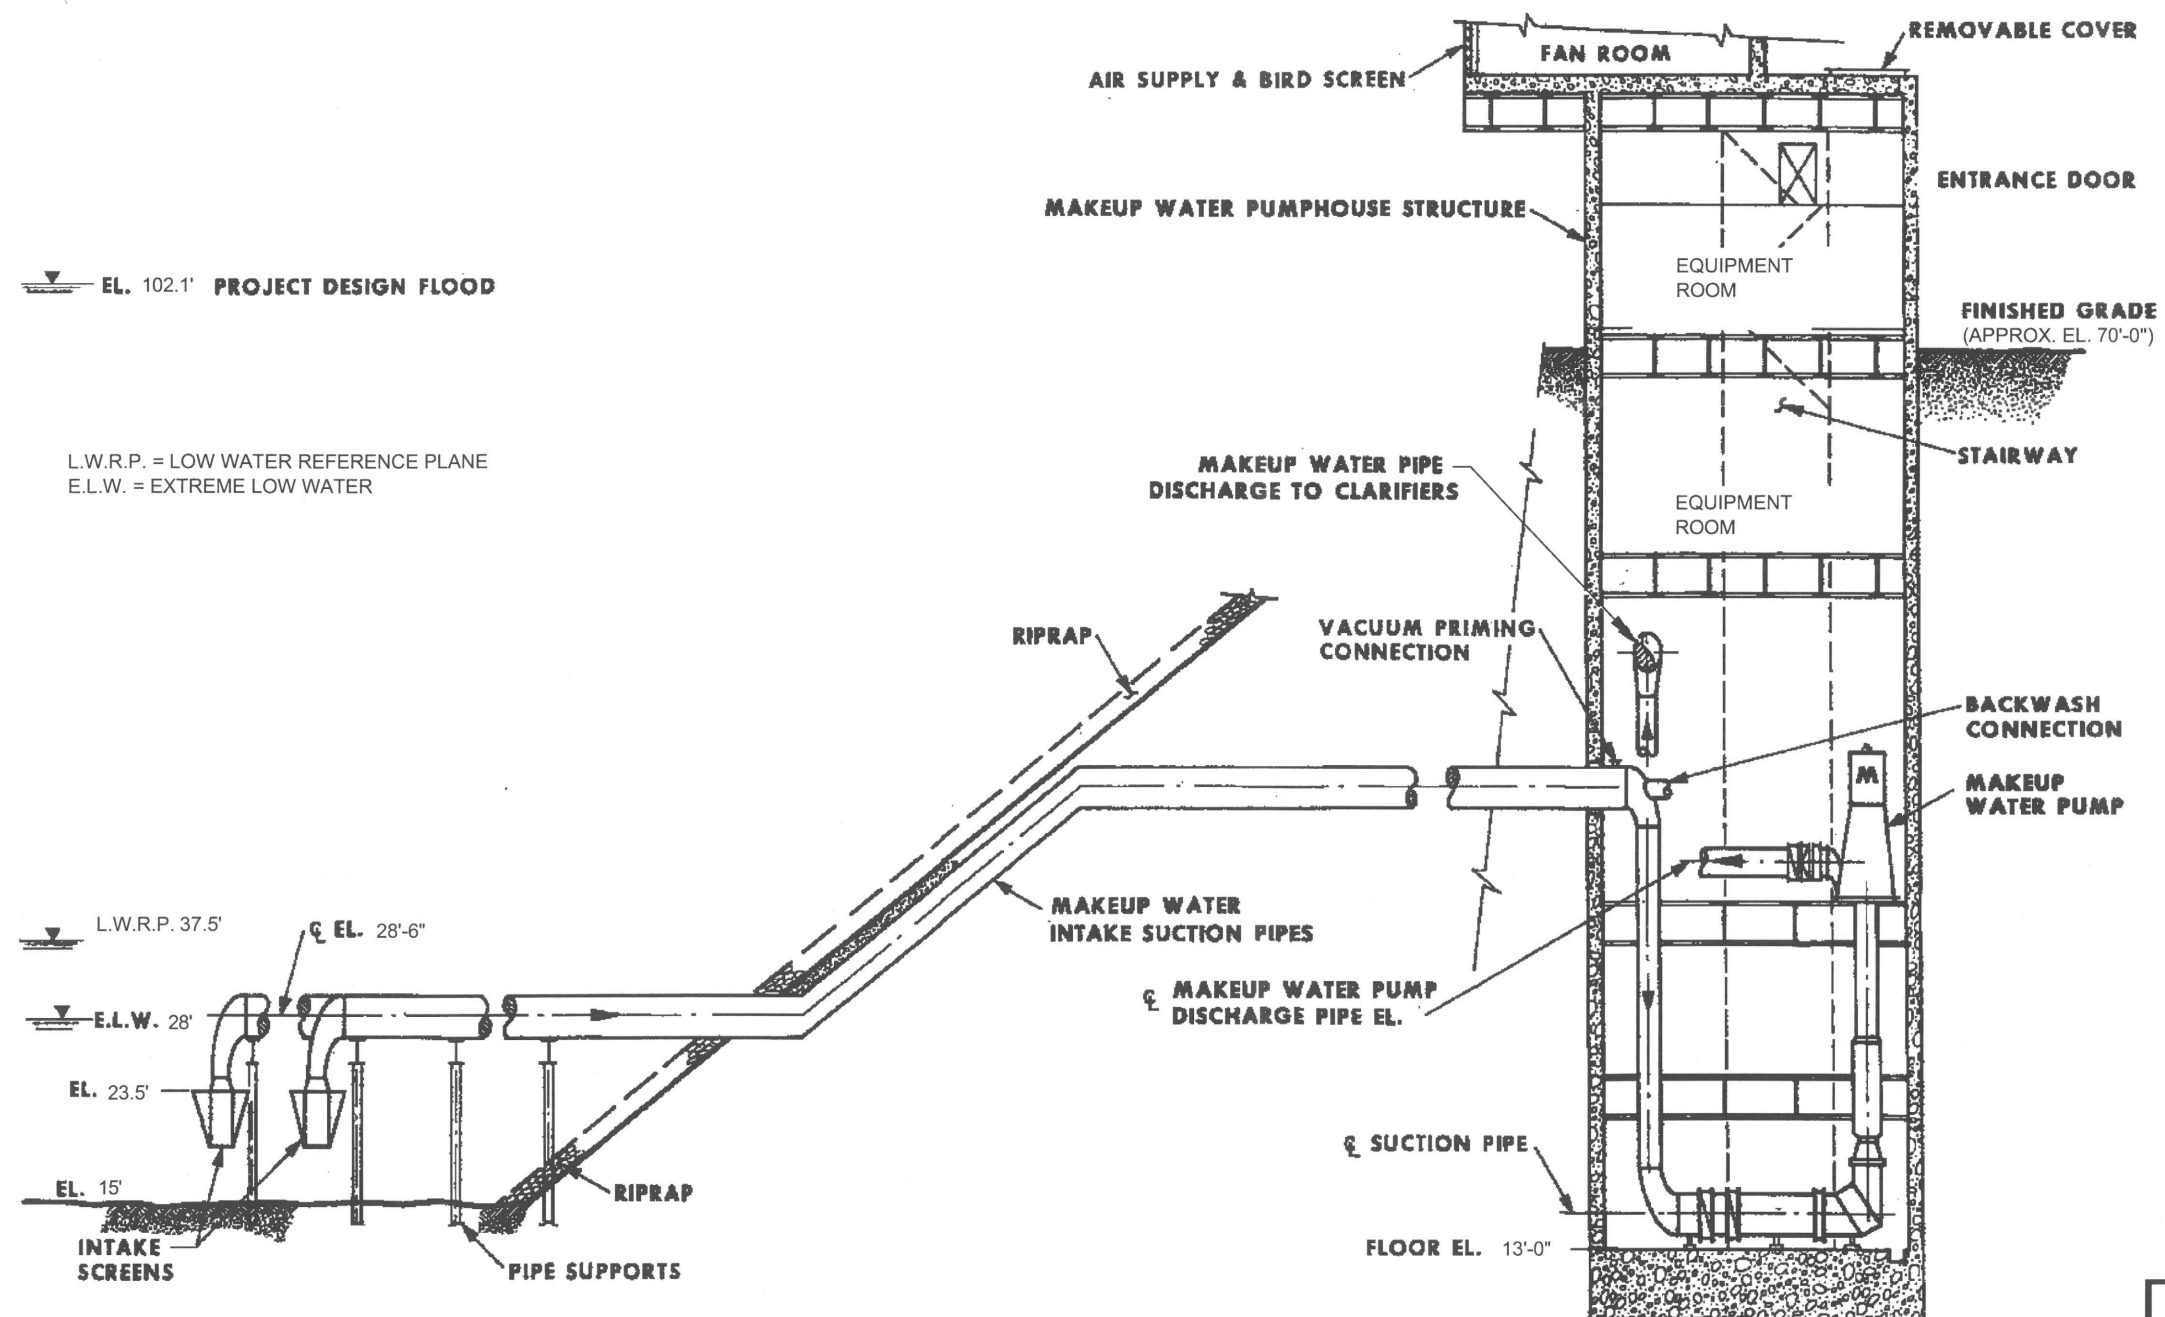 REMOVABLE COVER
FAN ROOM
AIR SUPPLY & BIRD SCREEN
ENTRANCE DOOR
MAKEUP WATER PUMPHOUSE STRUCTURE
EQUIPMENT
ROOM
EL. 102.1' PROJECT DESIGN FLOOD
FINISHED GRADE
(APPROX. EL. 70'-0")
L.W.R.P. = LOW WATER REFERENCE PLANE
E.L.W. = EXTREME LOW WATER
STAIRWAY
MAKEUP WATER PIPE
DISCHARGE TO CLARIFIERS
EQUIPMENT
ROOM
RIPRAP
VACUUM PRIMING
CONNECTION
BACKWASH
CONNECTION
M
MAKEUP
WATER PUMP
MAKEUP WATER
INTAKE SUCTION PIPES
L.W.R.P. 37.5'
℄ EL. 28'-6"
℄ MAKEUP WATER PUMP
DISCHARGE PIPE EL.
E.L.W. 28'
EL. 23.5'
℄ SUCTION PIPE
EL. 15'
RIPRAP
INTAKE
SCREENS
PIPE SUPPORTS
FLOOR EL. 13'-0"